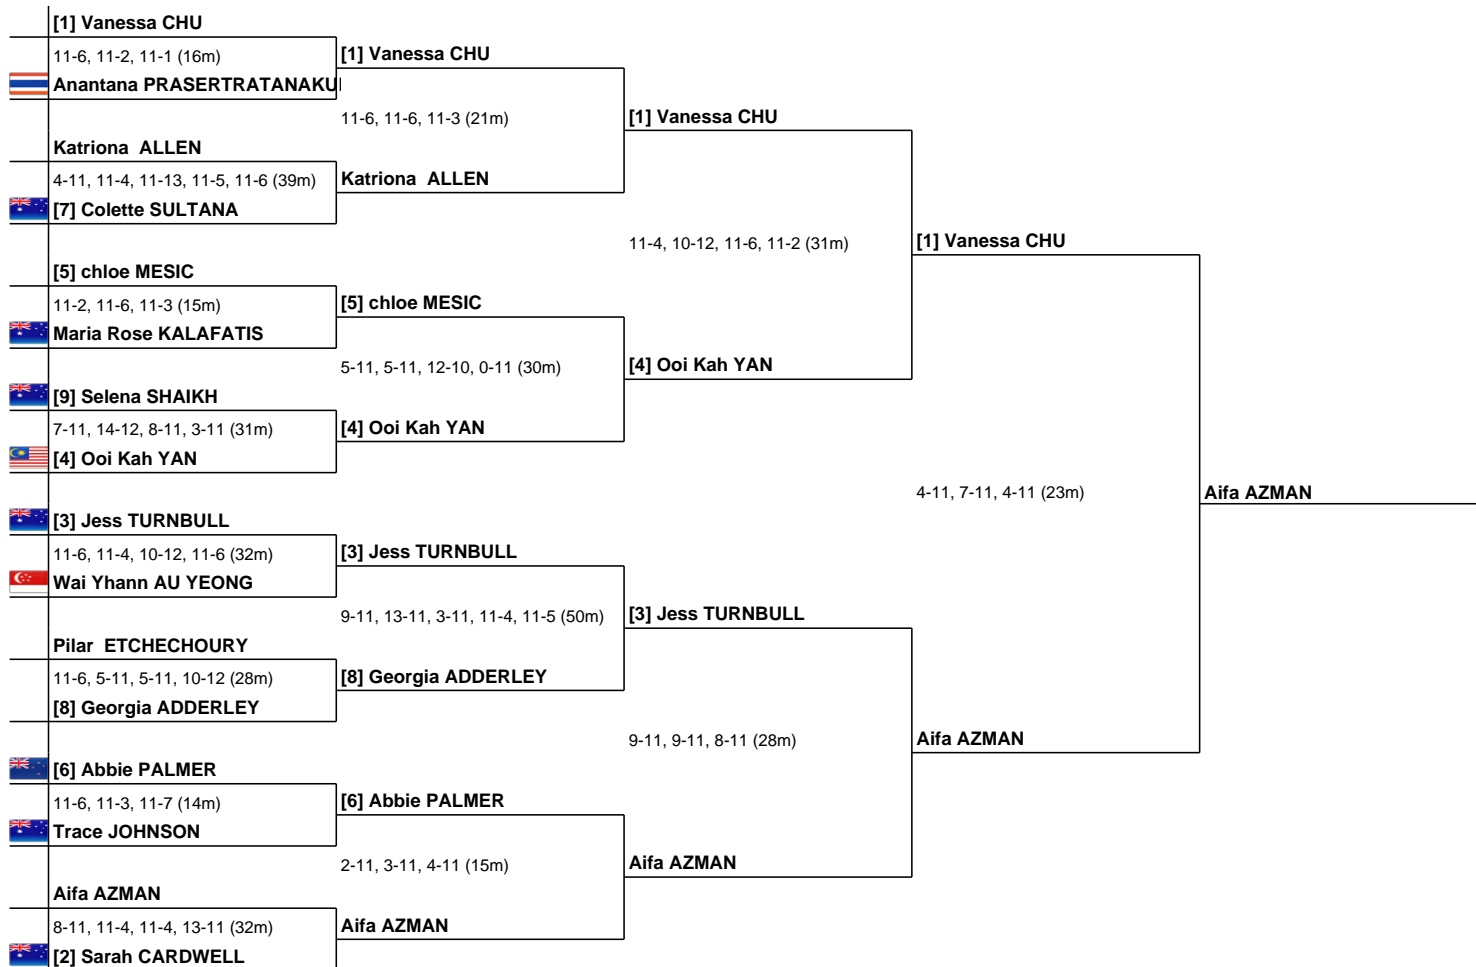 [1] Vanessa CHU
11-6, 11-2, 11-1 (16m)
[1] Vanessa CHU
Anantana PRASERTRATANAKU
11-6, 11-6, 11-3 (21m)
[1] Vanessa CHU
Katriona ALLEN
4-11, 11-4, 11-13, 11-5, 11-6 (39m)
Katriona ALLEN
[7] Colette SULTANA
11-4, 10-12, 11-6, 11-2 (31m)
[1] Vanessa CHU
[5] chloe MESIC
11-2, 11-6, 11-3 (15m)
[5] chloe MESIC
Maria Rose KALAFATIS
5-11, 5-11, 12-10, 0-11 (30m)
[4] Ooi Kah YAN
[9] Selena SHAIKH
7-11, 14-12, 8-11, 3-11 (31m)
[4] Ooi Kah YAN
[4] Ooi Kah YAN
4-11, 7-11, 4-11 (23m)
Aifa AZMAN
[3] Jess TURNBULL
11-6, 11-4, 10-12, 11-6 (32m)
[3] Jess TURNBULL
Wai Yhann AU YEONG
9-11, 13-11, 3-11, 11-4, 11-5 (50m)
[3] Jess TURNBULL
Pilar ETCHECHOURY
11-6, 5-11, 5-11, 10-12 (28m)
[8] Georgia ADDERLEY
[8] Georgia ADDERLEY
9-11, 9-11, 8-11 (28m)
Aifa AZMAN
[6] Abbie PALMER
11-6, 11-3, 11-7 (14m)
[6] Abbie PALMER
Trace JOHNSON
2-11, 3-11, 4-11 (15m)
Aifa AZMAN
Aifa AZMAN
8-11, 11-4, 11-4, 13-11 (32m)
Aifa AZMAN
[2] Sarah CARDWELL